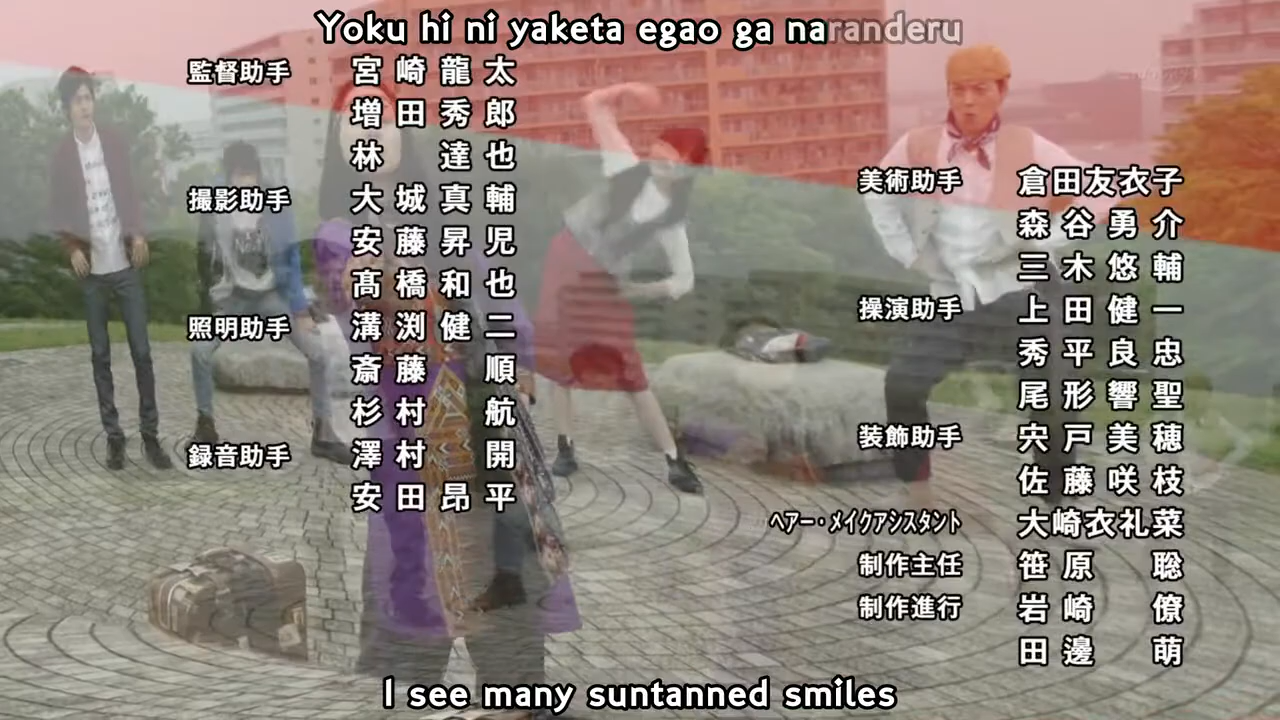 Yoku hi ni yaketa egao ga naranderu
監督助手 宮崎龍太
増田秀郎
林 達也
撮影助手 大城真輔
安藤昇児
髙橋和也
照明助手 溝渕健二
斎藤 順
杉村 航
録音助手 澤村 開
安田昂平
美術助手 倉田友衣子
森谷勇介
三木悠輔
操演助手 上田健一
秀平良忠
尾形響聖
装飾助手 宍戸美穂
佐藤咲枝
ヘアー・メイクアシスタント 大崎衣礼菜
制作主任 笹原 聡
制作進行 岩崎 僚
田邊 萌
I see many suntanned smiles